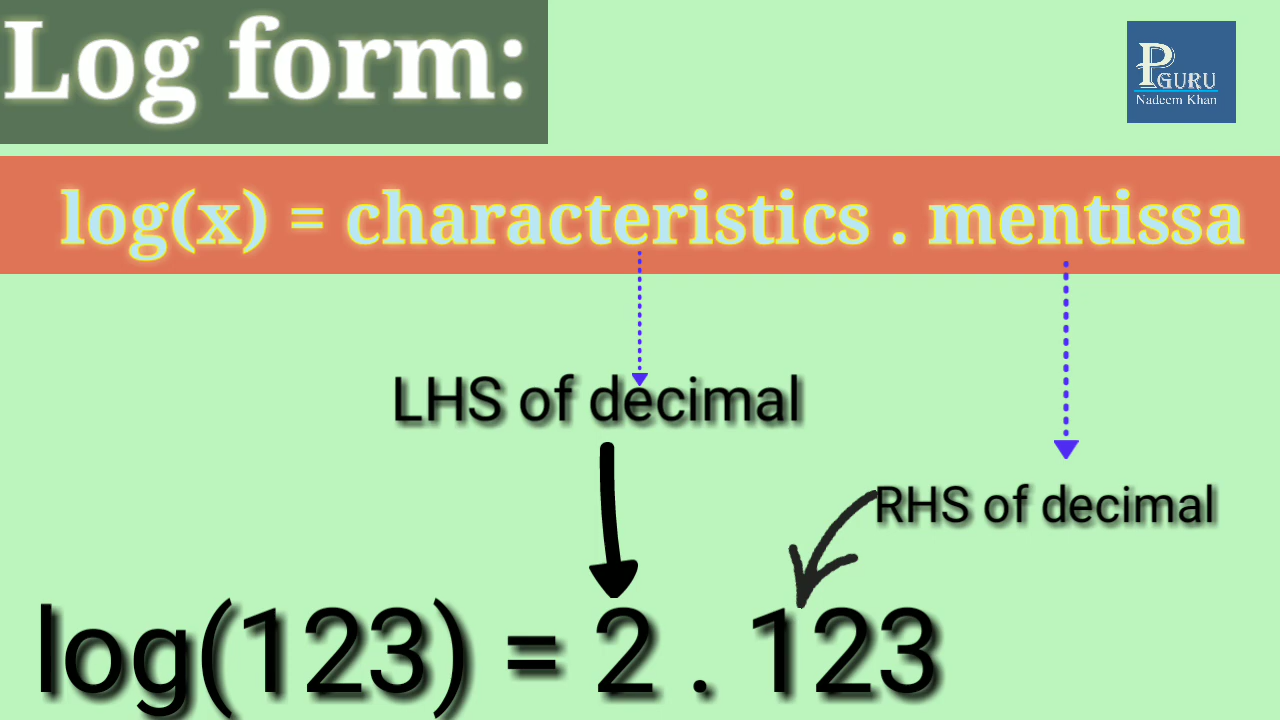 Log form:
PGURU
Nadeem Khan
log(x) = characteristics . mentissa
LHS of decimal
RHS of decimal
log(123) = 2 . 123